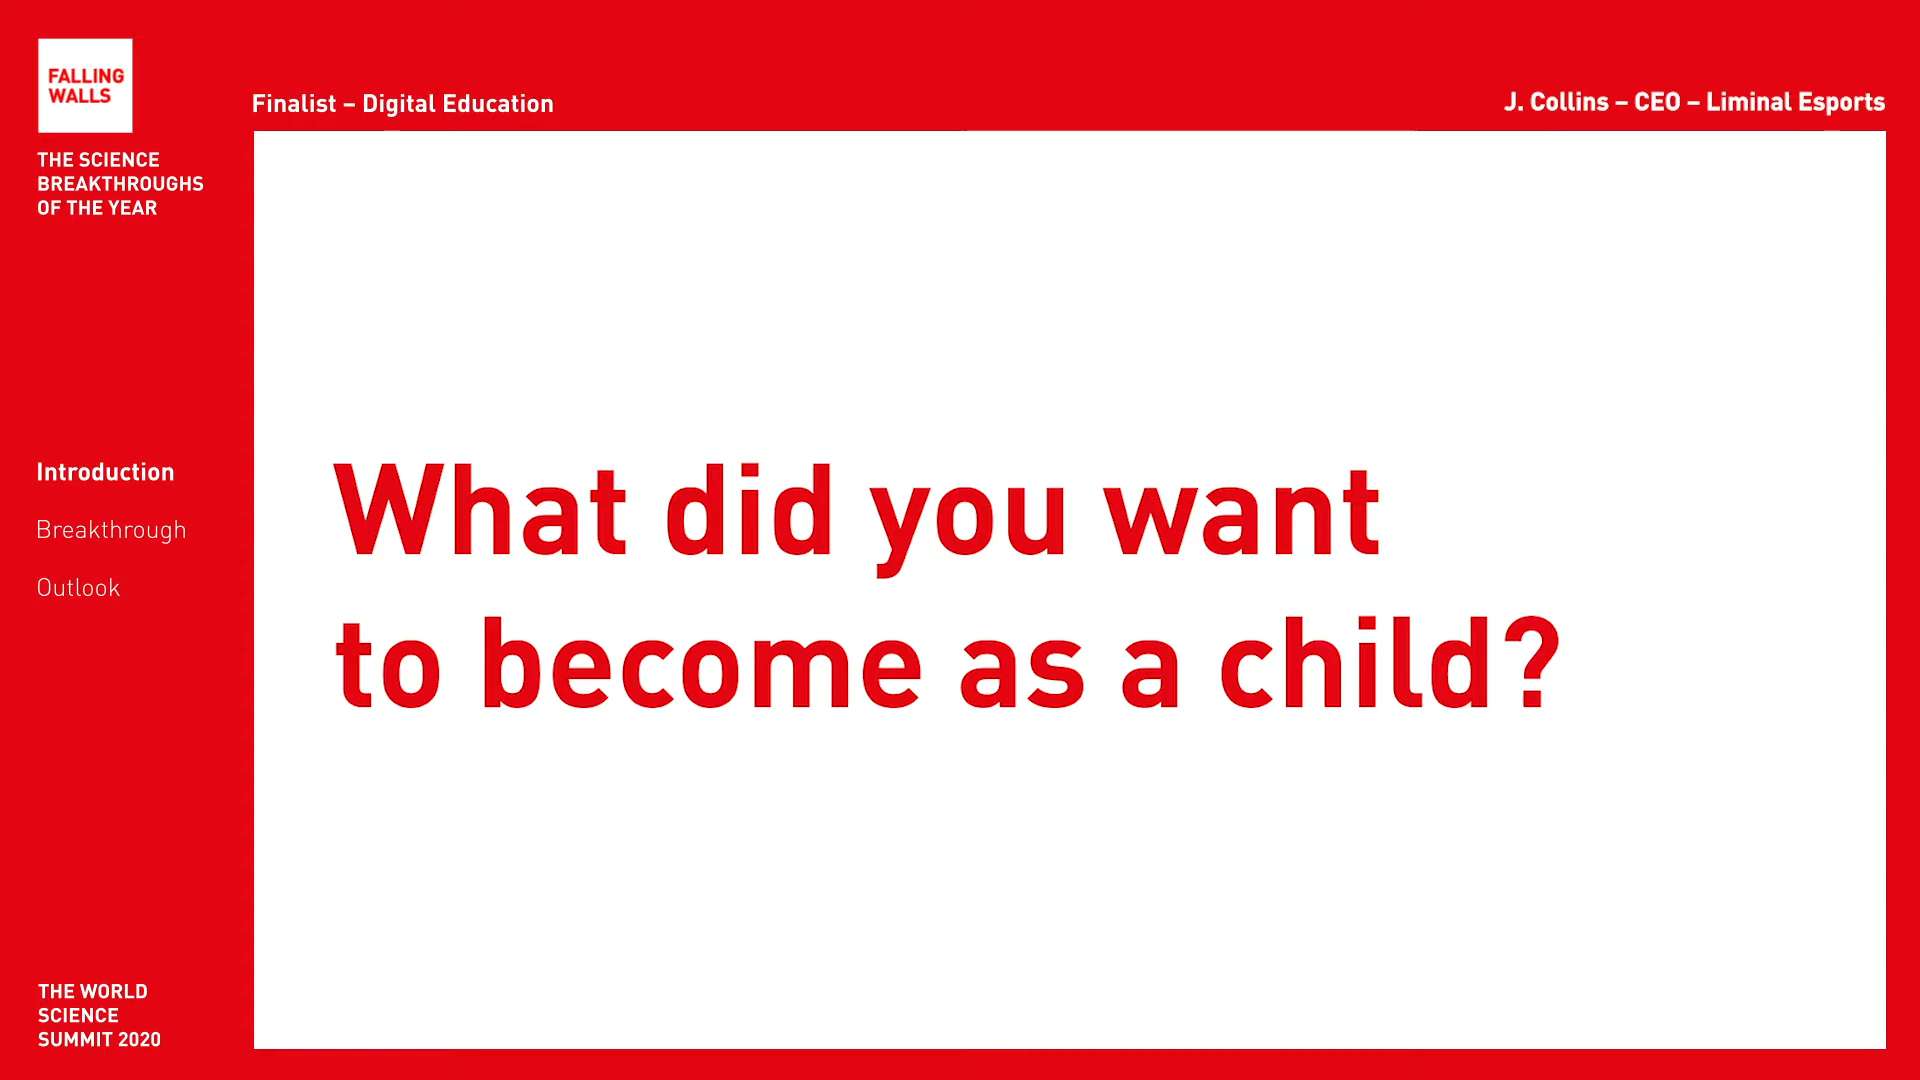 FALLING
WALLS
THE SCIENCE
BREAKTHROUGHS
OF THE YEAR
Finalist – Digital Education
J. Collins – CEO – Liminal Esports
Introduction
Breakthrough
Outlook
What did you want
to become as a child?
THE WORLD
SCIENCE
SUMMIT 2020